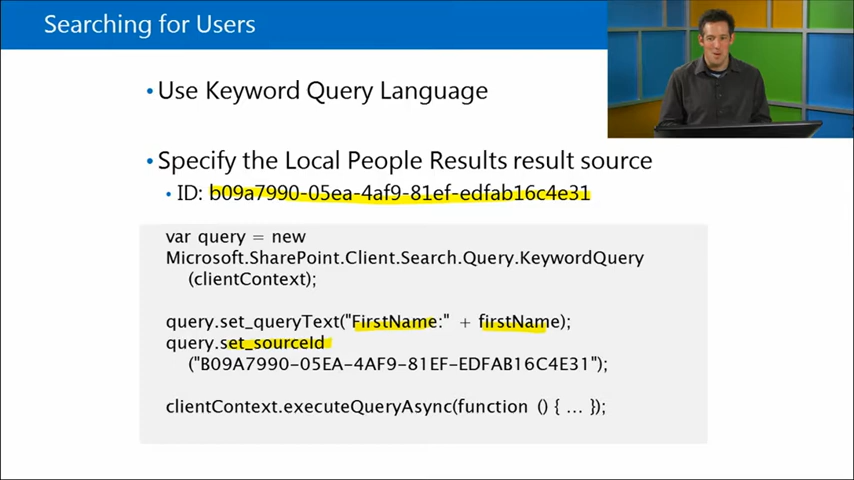 Searching for Users
•Use Keyword Query Language
•Specify the Local People Results result source
•ID: b09a7990-05ea-4af9-81ef-edfab16c4e31
var query = new
Microsoft.SharePoint.Client.Search.Query.KeywordQuery
(clientContext);
query.set_queryText("FirstName:" + firstName);
query.set_sourceId
("B09A7990-05EA-4AF9-81EF-EDFAB16C4E31");
clientContext.executeQueryAsync(function () { … });